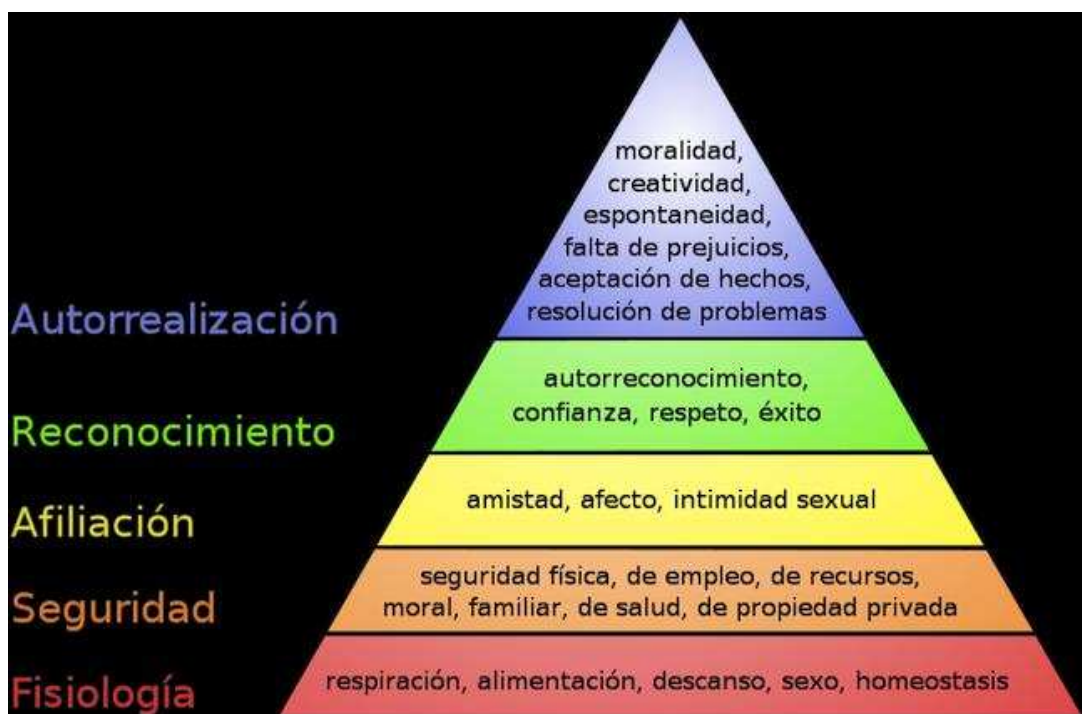 moralidad,
creatividad,
espontaneidad,
falta de prejuicios,
aceptación de hechos,
resolución de problemas
Autorrealización
autorreconocimiento,
confianza, respeto, éxito
Reconocimiento
amistad, afecto, intimidad sexual
Afiliación
seguridad física, de empleo, de recursos,
moral, familiar, de salud, de propiedad privada
Seguridad
respiración, alimentación, descanso, sexo, homeostasis
Fisiología